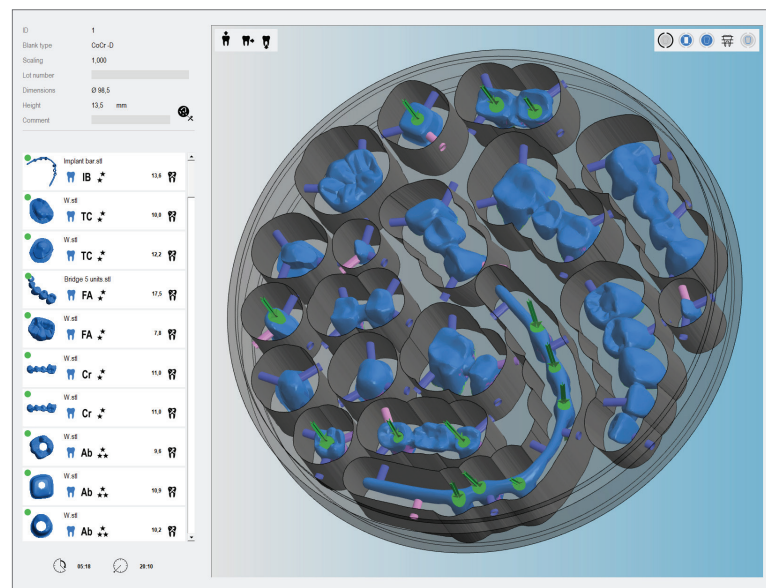 ID 1
Blank type CoCr -D
Scaling 1,000
Lot number
Dimensions Ø 98,5
Height 13,5 mm
Comment
Implant bar.stl
IB 13,6
W.stl
TC 10,0
W.stl
TC 12,2
Bridge 5 units.stl
FA 17,5
W.stl
FA 7,8
W.stl
Cr 11,0
W.stl
Cr 11,0
W.stl
Ab 9,6
W.stl
Ab 10,9
W.stl
Ab 10,2
05:18 20:10